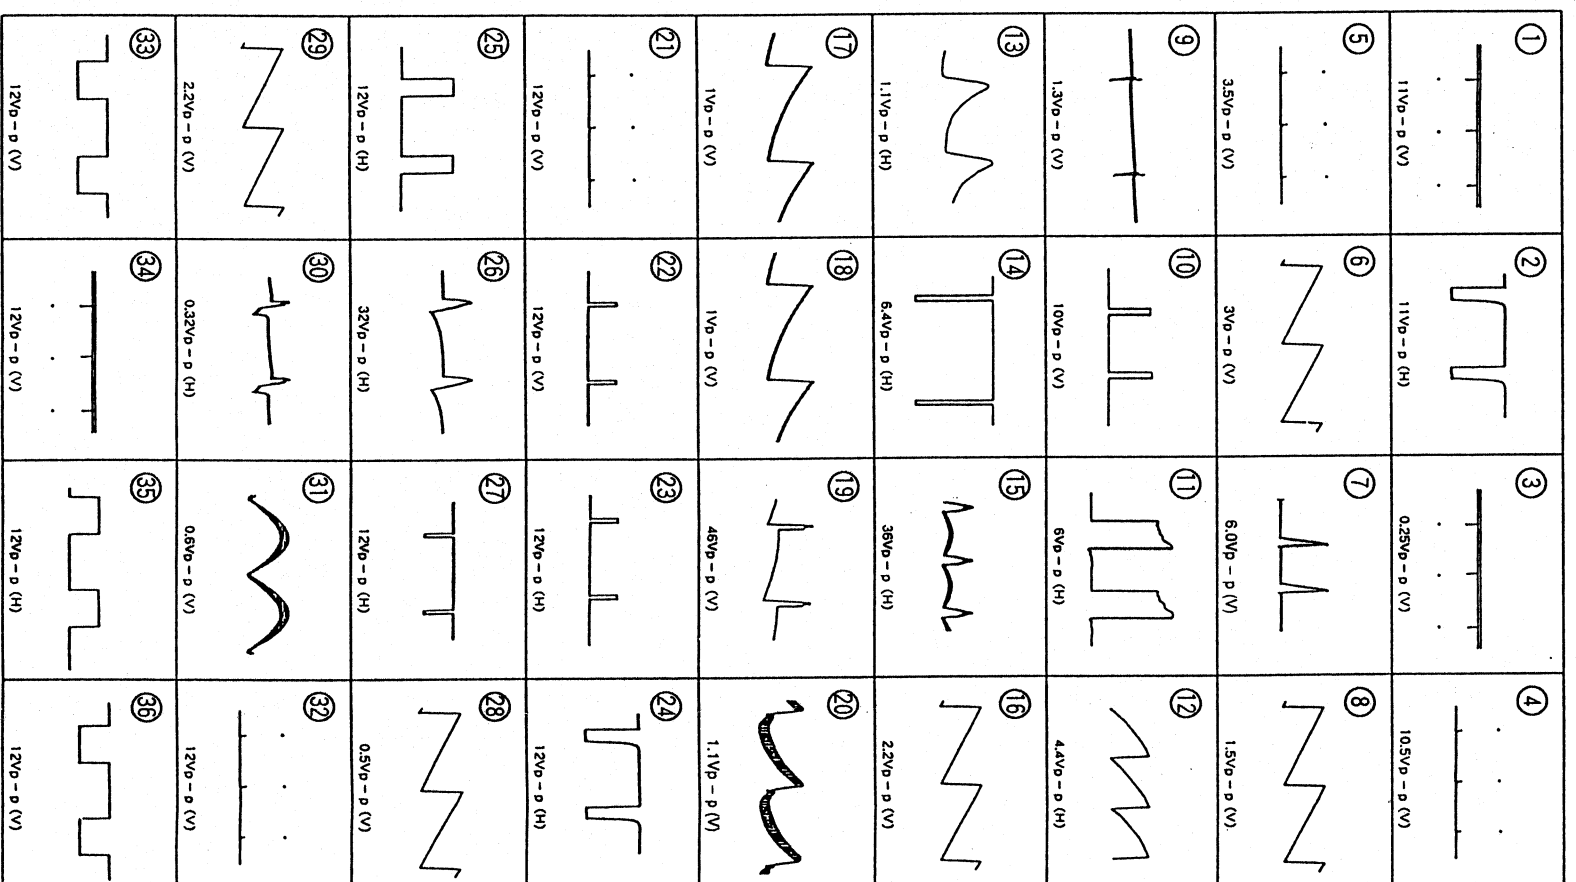 ①
11Vp-p (V)
②
11Vp-p (H)
③
0.25Vp-p (V)
④
10.5Vp-p (V)
⑤
3.5Vp-p (V)
⑥
3Vp-p (V)
⑦
6.0Vp-p (V)
⑧
1.5Vp-p (V)
⑨
1.3Vp-p (V)
⑩
10Vp-p (V)
⑪
6Vp-p (H)
⑫
4.4Vp-p (H)
⑬
1.1Vp-p (H)
⑭
6.4Vp-p (H)
⑮
36Vp-p (H)
⑯
2.2Vp-p (V)
⑰
1Vp-p (V)
⑱
1Vp-p (V)
⑲
46Vp-p (V)
⑳
1.1Vp-p (V)
㉑
12Vp-p (V)
㉒
12Vp-p (V)
㉓
12Vp-p (H)
㉔
12Vp-p (H)
㉕
12Vp-p (H)
㉖
32Vp-p (H)
㉗
12Vp-p (H)
㉘
0.5Vp-p (V)
㉙
2.2Vp-p (V)
㉚
0.32Vp-p (H)
㉛
0.6Vp-p (V)
㉜
12Vp-p (V)
㉝
12Vp-p (V)
㉞
12Vp-p (V)
㉟
12Vp-p (H)
㊱
12Vp-p (V)